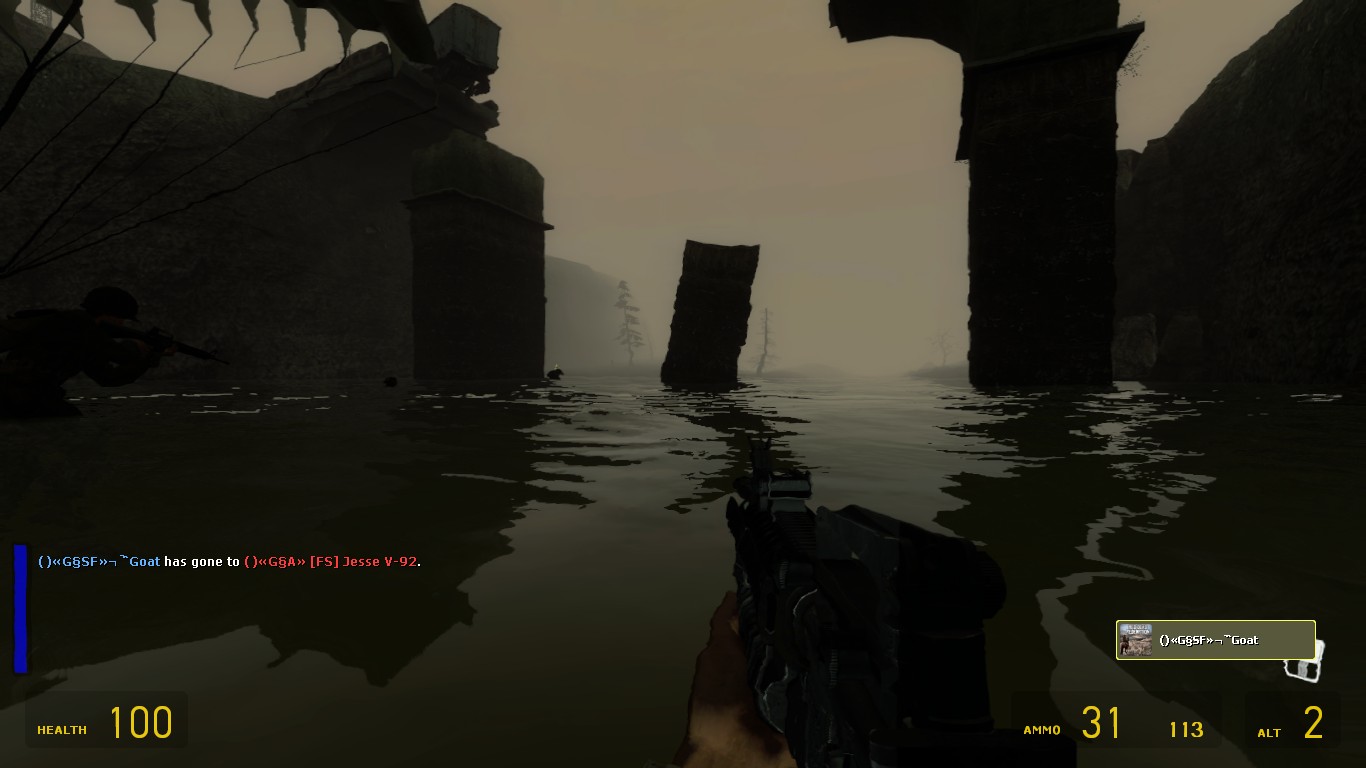 ()«G§SF»¬~Goat has gone to ()«G§A» [FS] Jesse V-92.
()«G§SF»¬~Goat
HEALTH 100
AMMO 31 113
ALT 2